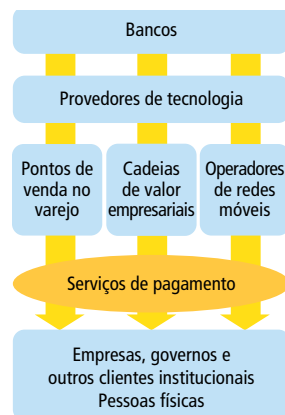 Bancos
Provedores de tecnologia
Pontos de
venda no
varejo
Cadeias
de valor
empresariais
Operadores
de redes
móveis
Serviços de pagamento
Empresas, governos e
outros clientes institucionais
Pessoas físicas